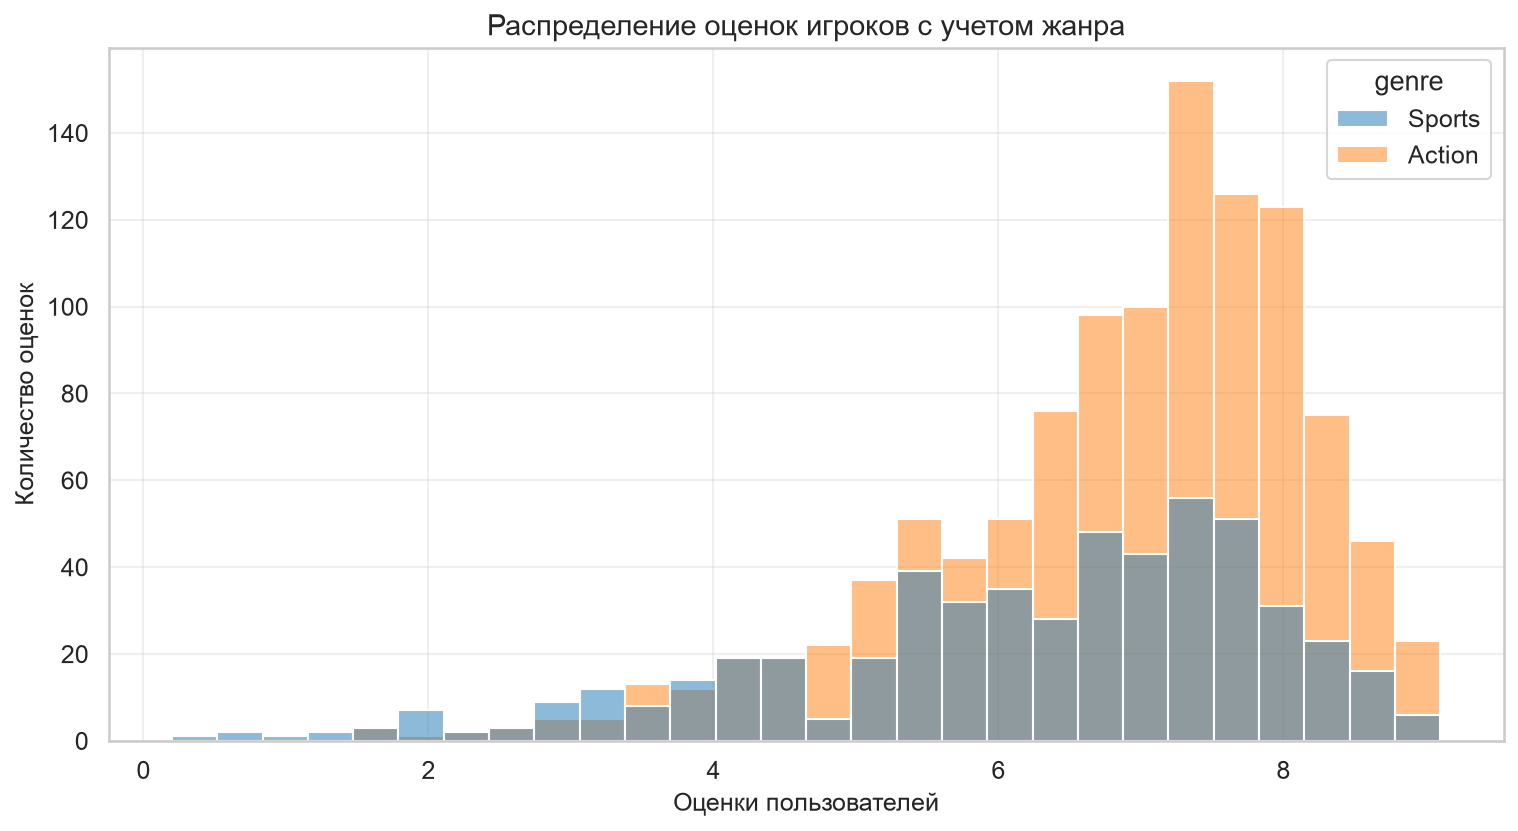 Распределение оценок игроков с учетом жанра
genre
Sports
Action
Количество оценок
140
120
100
80
60
40
20
0
0 2 4 6 8
Оценки пользователей